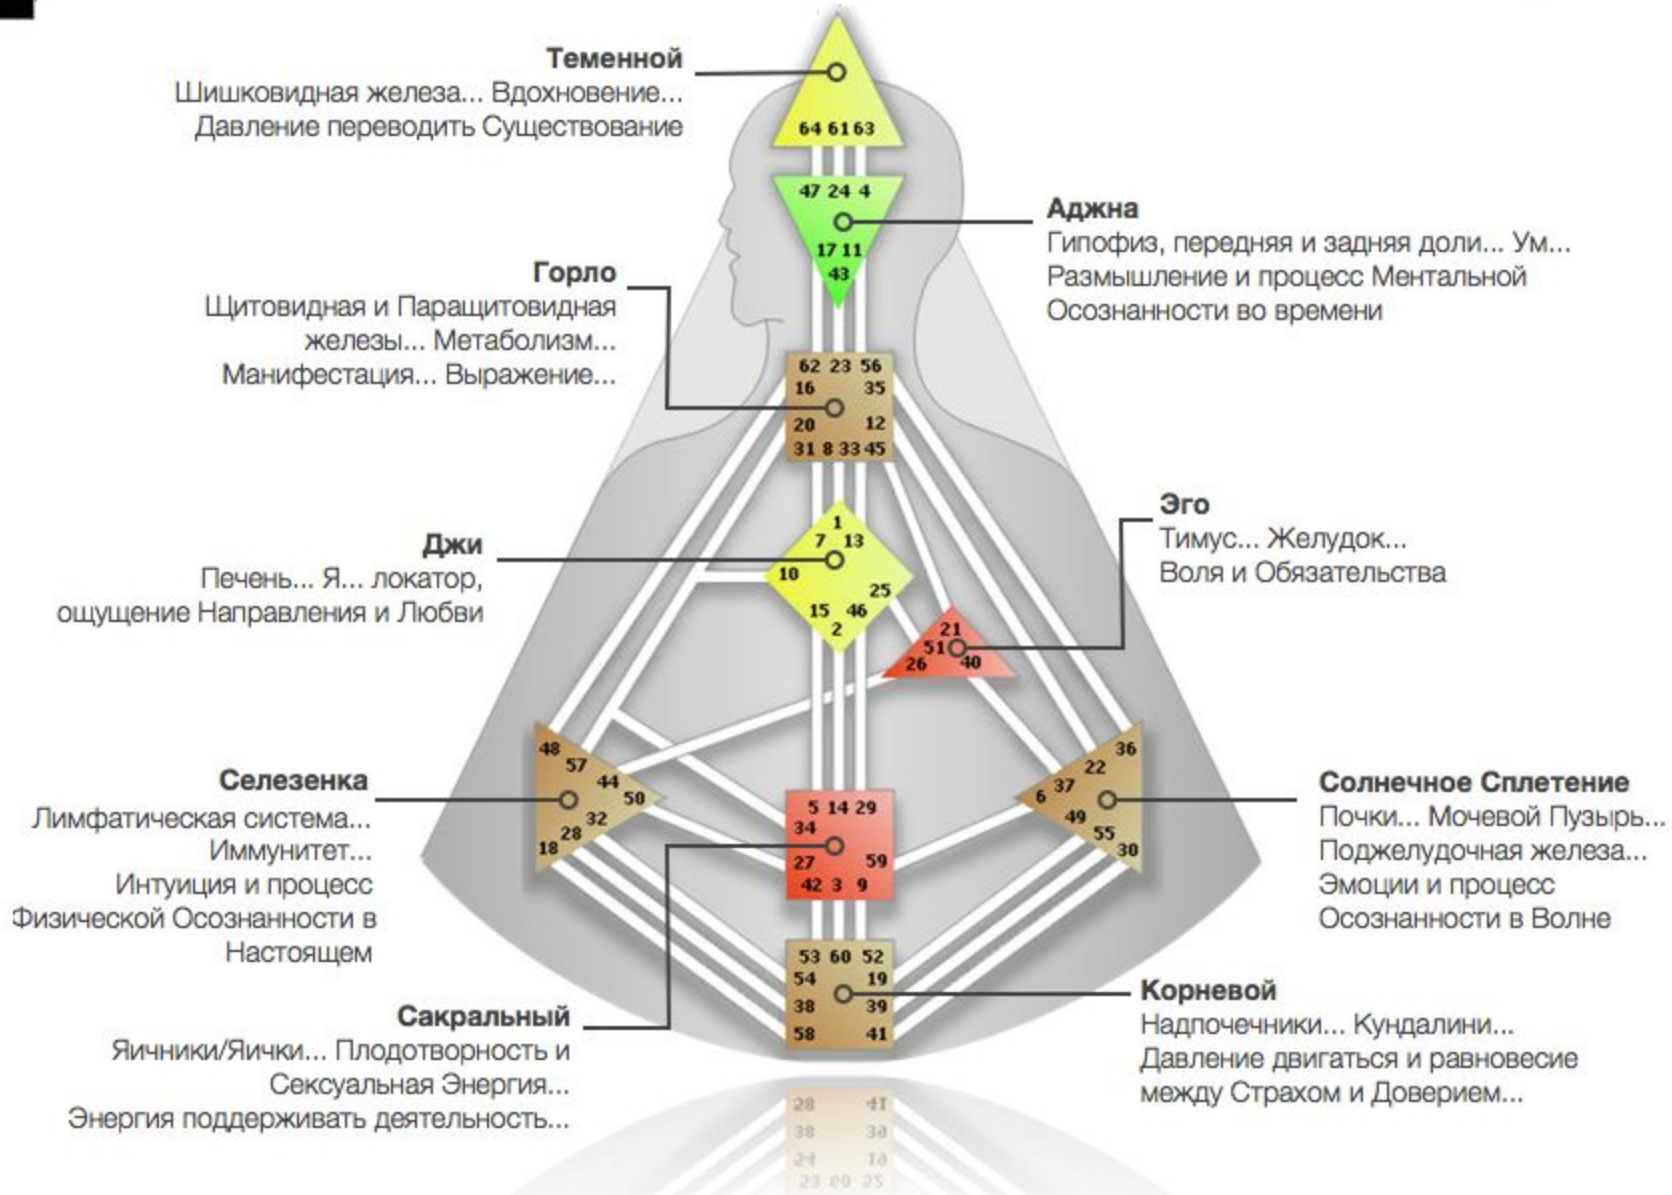 Теменной
Шишковидная железа... Вдохновение...
Давление переводить Существование
64 61 63
47 24 4
17 11
43
Аджна
Гипофиз, передняя и задняя доли... Ум...
Размышление и процесс Ментальной
Осознанности во времени
Горло
Щитовидная и Паращитовидная
железы... Метаболизм...
Манифестация... Выражение...
62 23 56
16 35
20 12
31 8 33 45
Эго
Тимус... Желудок...
Воля и Обязательства
Джи
Печень... Я... локатор,
ощущение Направления и Любви
1
7 13
10
25
15 46
2
21
51
26 40
48
57
44
50
32
28
18
36
22
37
6
49
55
30
Селезенка
Лимфатическая система...
Иммунитет...
Интуиция и процесс
Физической Осознанности в
Настоящем
5 14 29
34
27 59
42 3 9
Солнечное Сплетение
Почки... Мочевой Пузырь...
Поджелудочная железа...
Эмоции и процесс
Осознанности в Волне
53 60 52
54 19
38 39
58 41
Сакральный
Яичники/Яички... Плодотворность и
Сексуальная Энергия...
Энергия поддерживать деятельность...
Корневой
Надпочечники... Кундалини...
Давление двигаться и равновесие
между Страхом и Доверием...